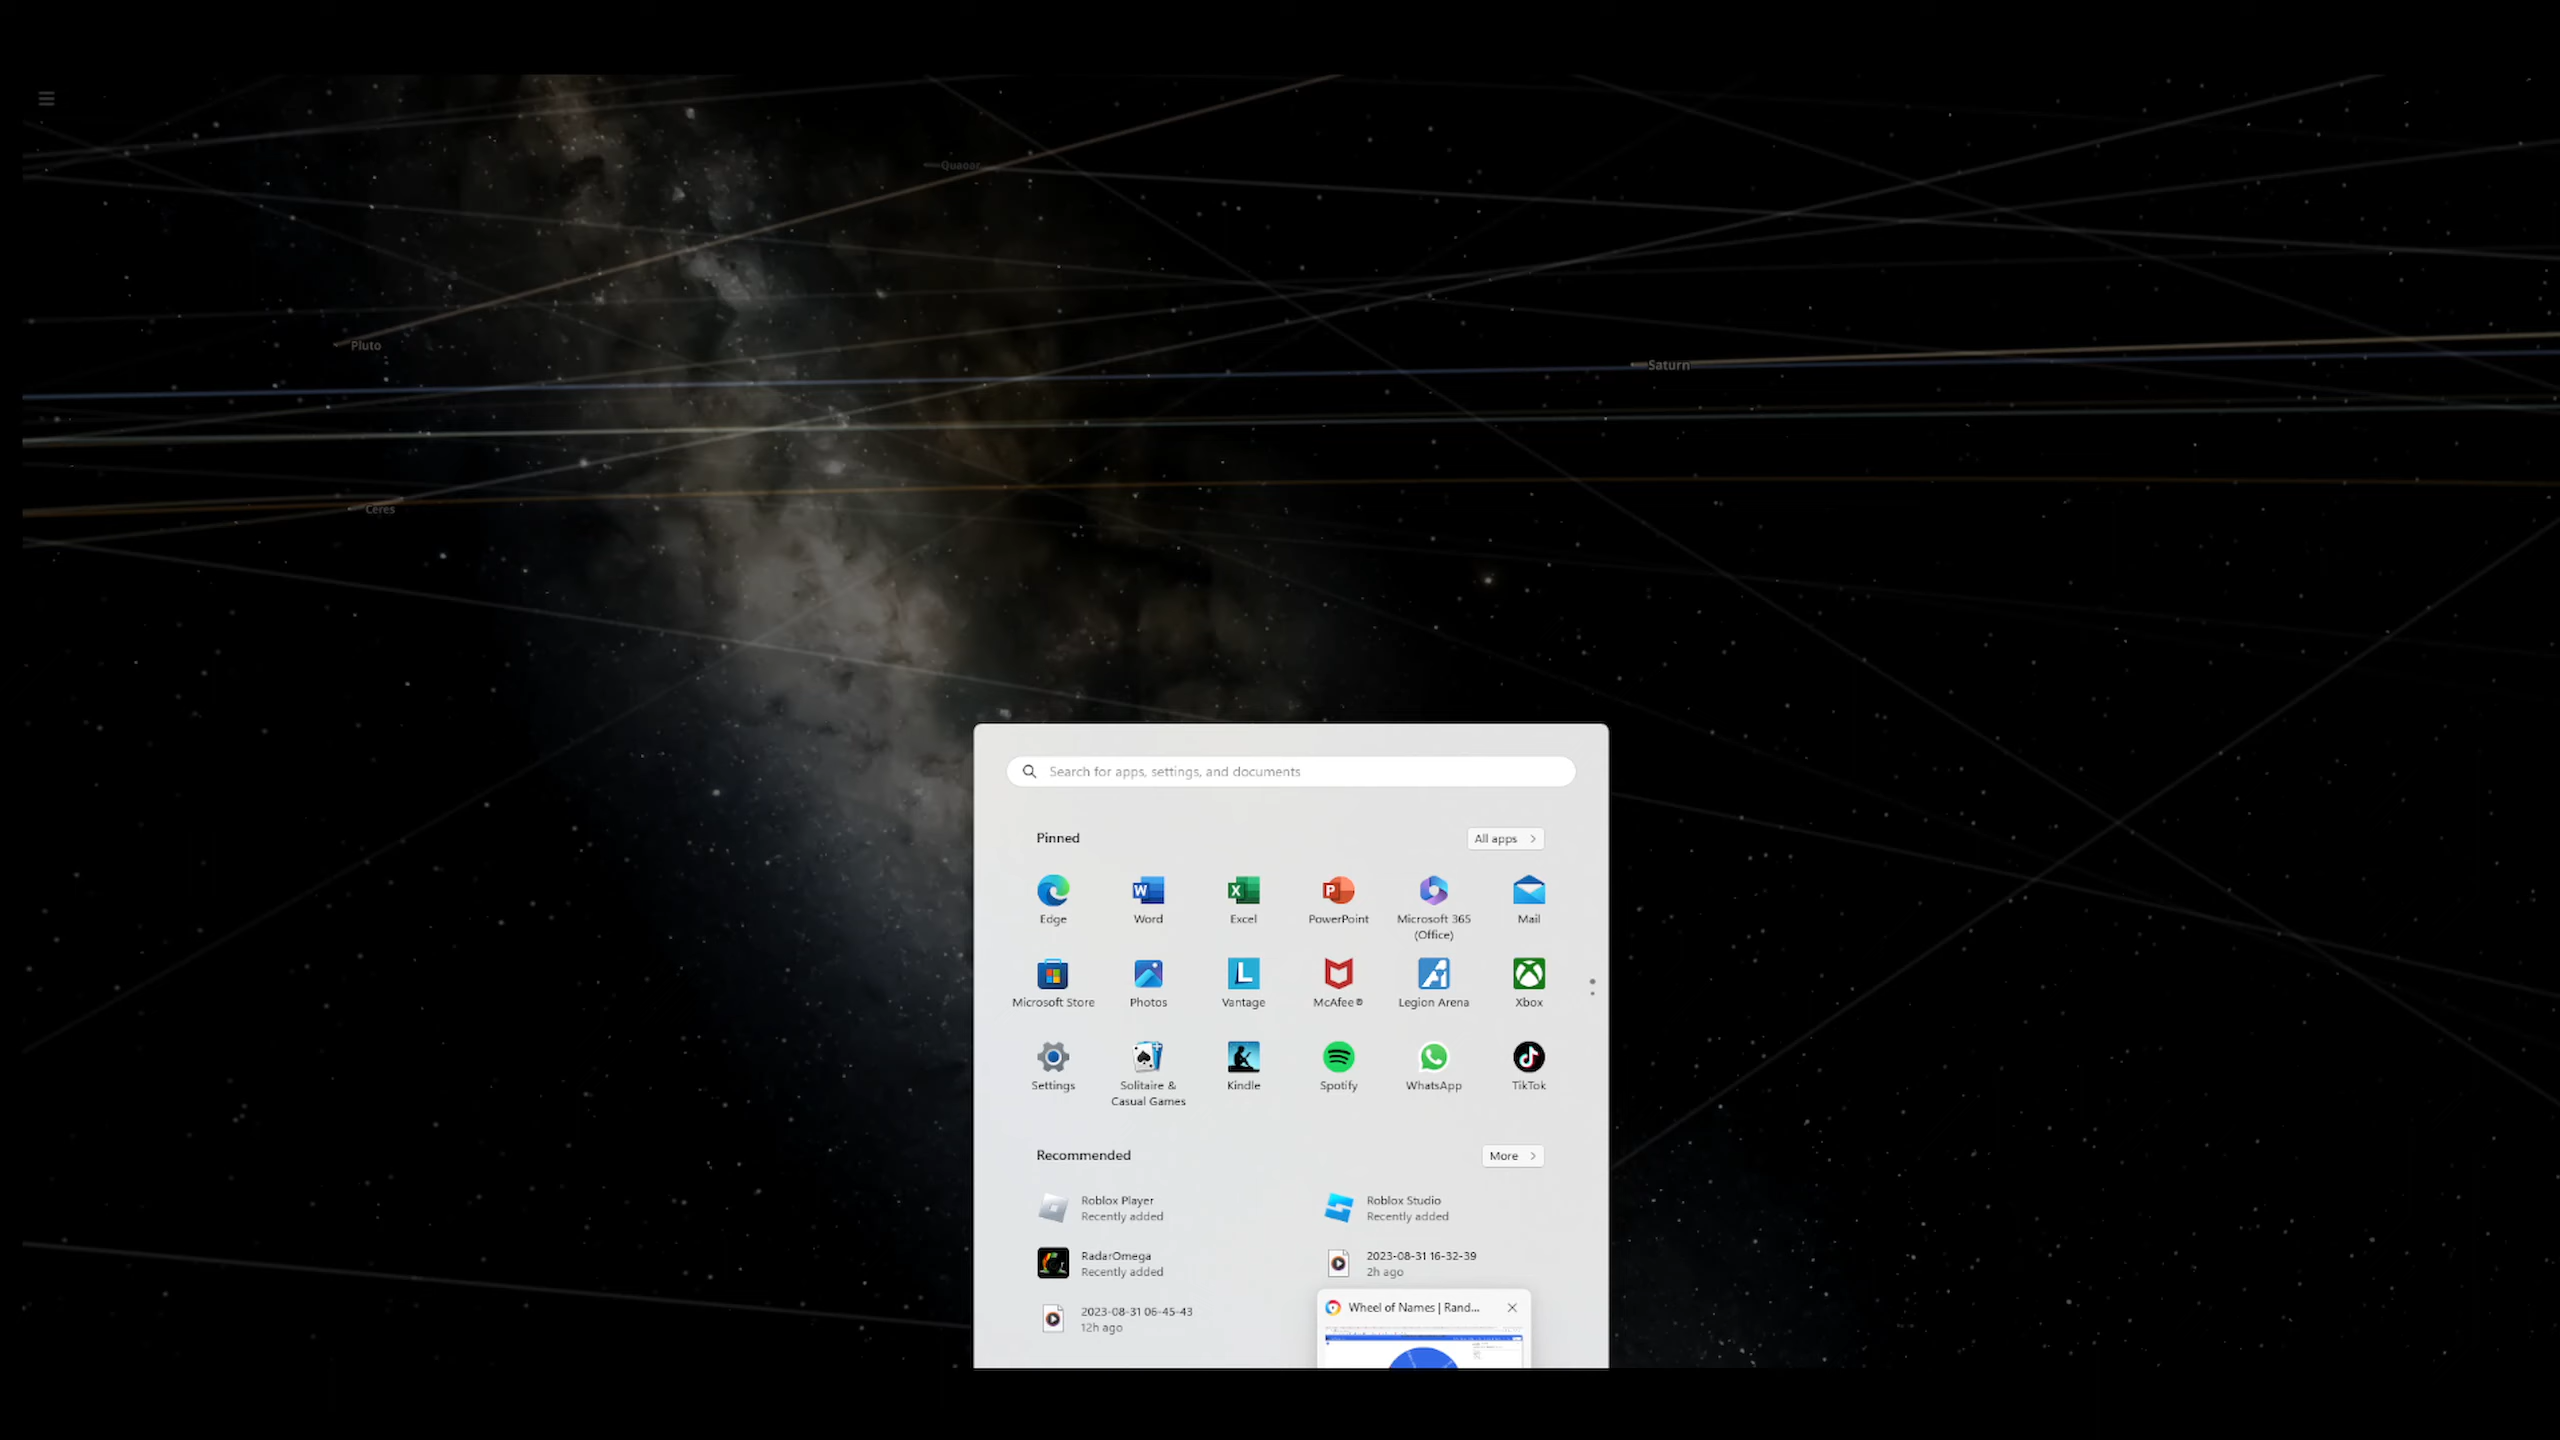 Quaoar
Pluto
Saturn
Ceres
Search for apps, settings, and documents
Pinned
All apps
Edge
Word
Excel
PowerPoint
Microsoft 365
(Office)
Mail
Microsoft Store
Photos
Vantage
McAfee®
Legion Arena
Xbox
Settings
Solitaire &
Casual Games
Kindle
Spotify
WhatsApp
TikTok
Recommended
More
Roblox Player
Recently added
Roblox Studio
Recently added
RadarOmega
Recently added
2023-08-31 16-32-39
2h ago
2023-08-31 06-45-43
12h ago
Wheel of Names | Rand...